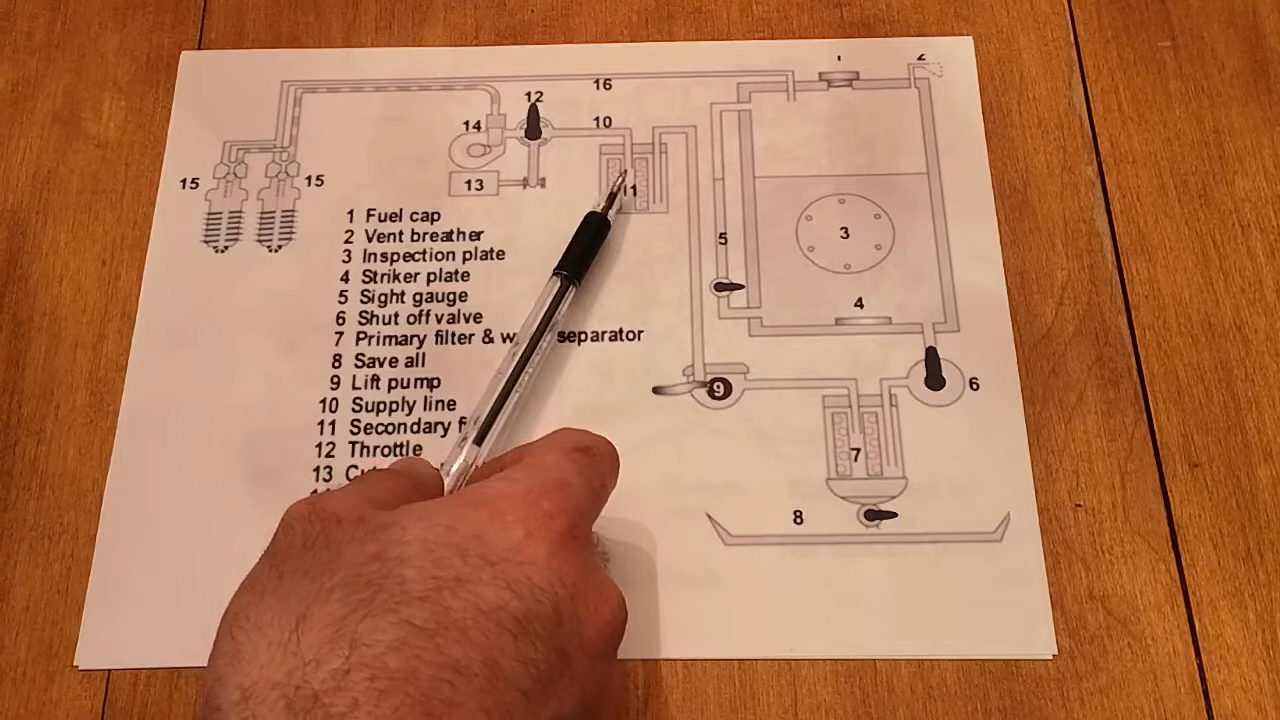 2
16
12
10
14
15
15
13
11
1 Fuel cap
2 Vent breather
3 Inspection plate
4 Striker plate
5 Sight gauge
6 Shut off valve
7 Primary filter & separator
8 Save all
9 Lift pump
10 Supply line
11 Secondary
12 Throttle
13
5
3
4
6
9
7
8